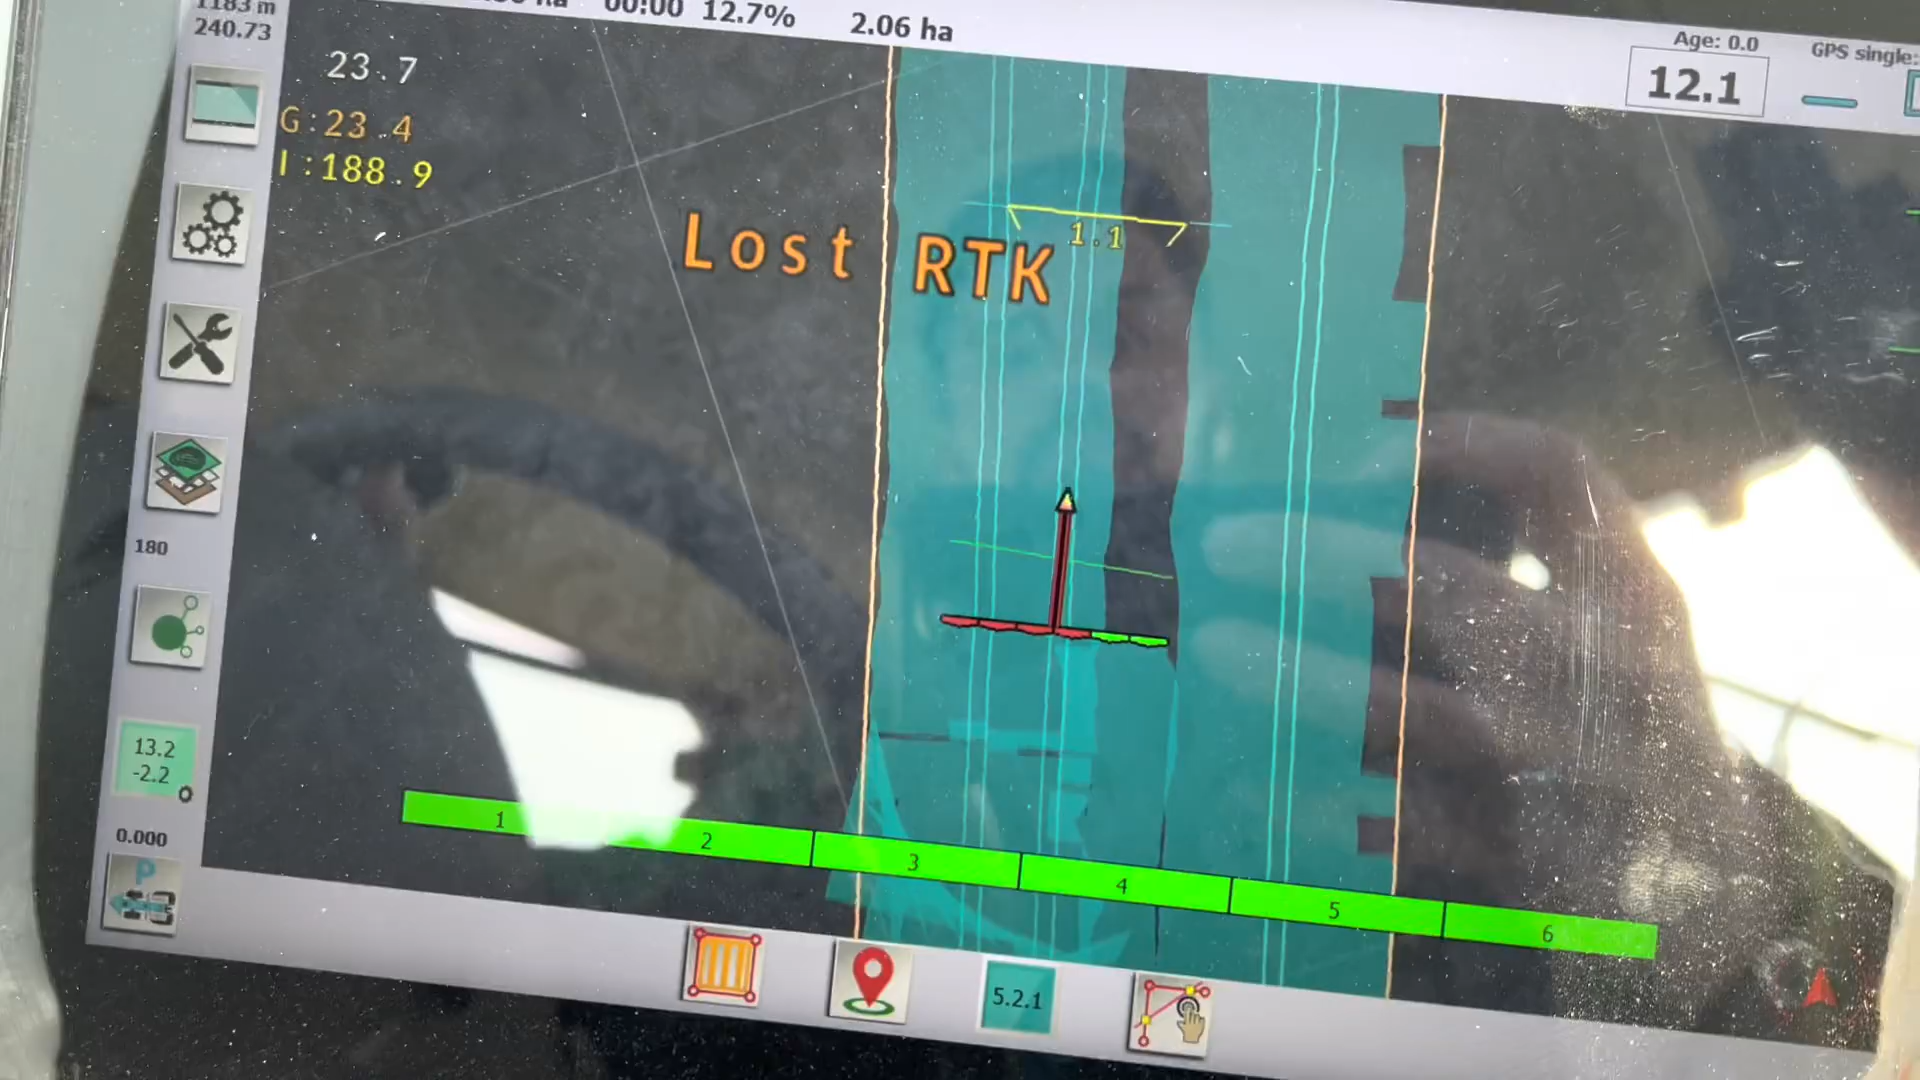 1183 m
240.73
ha 00:00 12.7% 2.06 ha
Age: 0.0
GPS single:
12.1
23.7
G:23.4
I:188.9
Lost RTK
1.1
180
13.2
-2.2
0.000
P
1 2 3 4 5 6
5.2.1